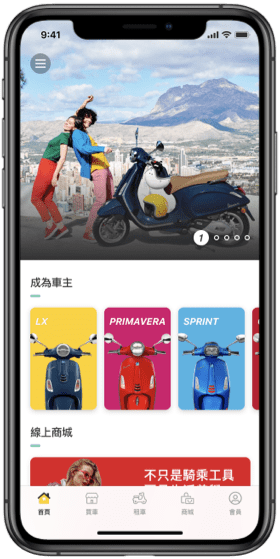 9:41
1
成為車主
LX
PRIMAVERA
SPRINT
線上商城
不只是騎乘工具
首頁
買車
租車
商城
會員